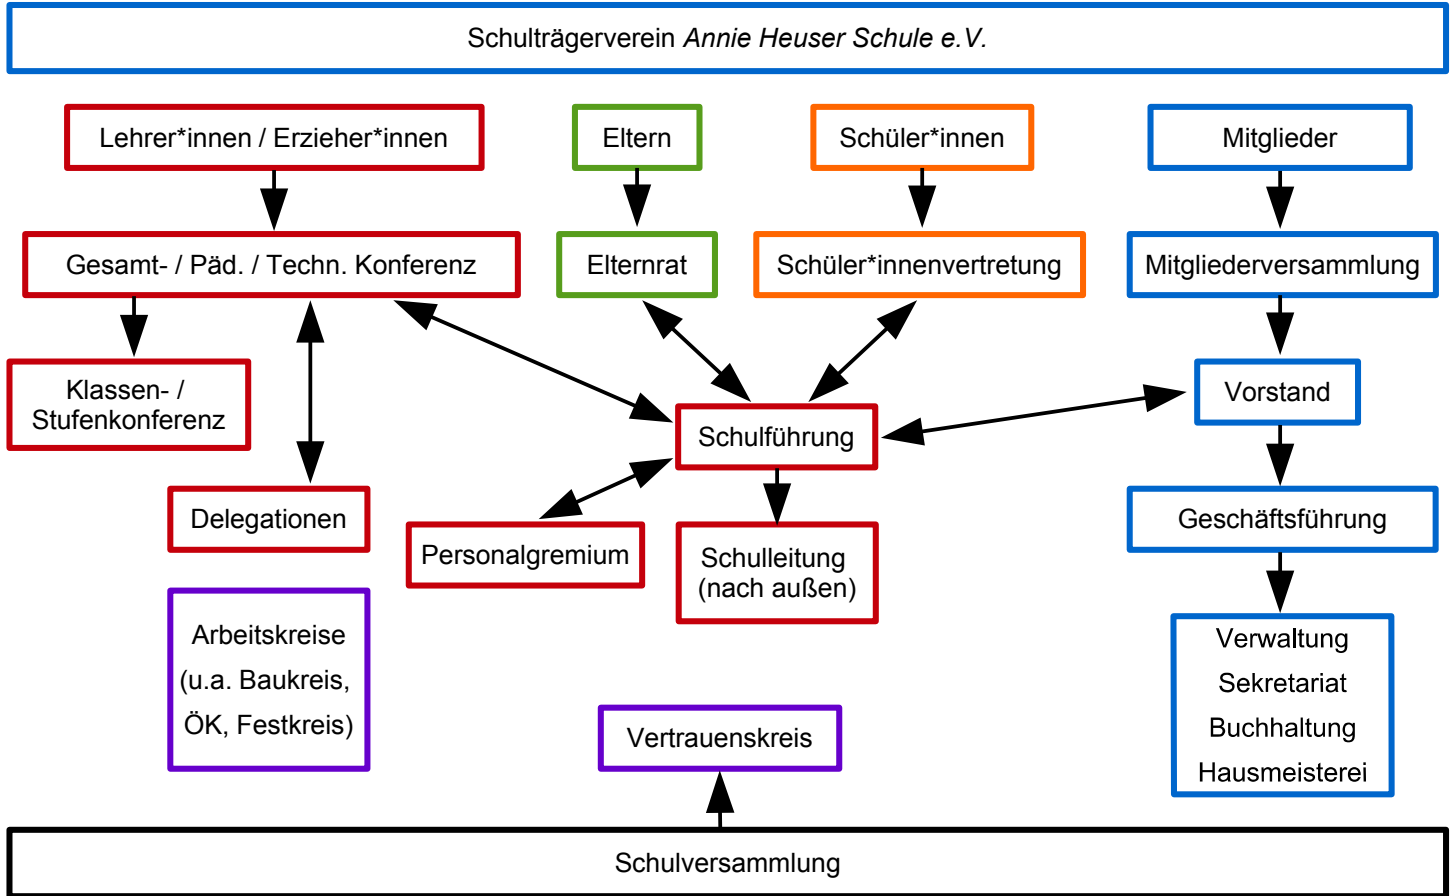 Schulträgerverein Annie Heuser Schule e.V.
Lehrer*innen / Erzieher*innen
Eltern
Schüler*innen
Mitglieder
Gesamt- / Päd. / Techn. Konferenz
Elternrat
Schüler*innenvertretung
Mitgliederversammlung
Klassen- /
Stufenkonferenz
Vorstand
Schulführung
Delegationen
Personalgremium
Schulleitung
(nach außen)
Geschäftsführung
Arbeitskreise
(u.a. Baukreis,
ÖK, Festkreis)
Vertrauenskreis
Verwaltung
Sekretariat
Buchhaltung
Hausmeisterei
Schulversammlung